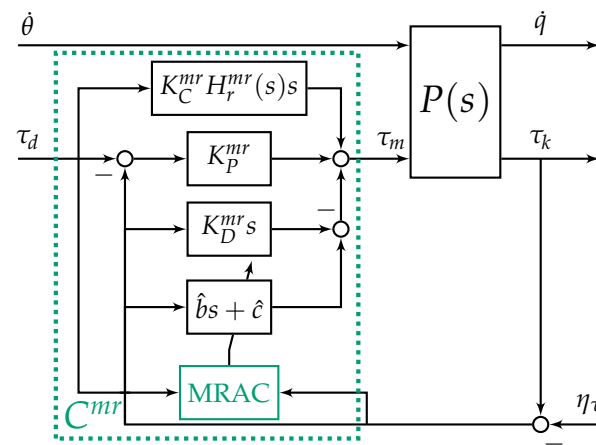 θ̇
q̇
K_C^{mr} H_r^{mr}(s)s
P(s)
τ_d
−
K_P^{mr}
τ_m
τ_k
−
K_D^{mr} s
b̂s + ĉ
MRAC
C^{mr}
η_τ
−